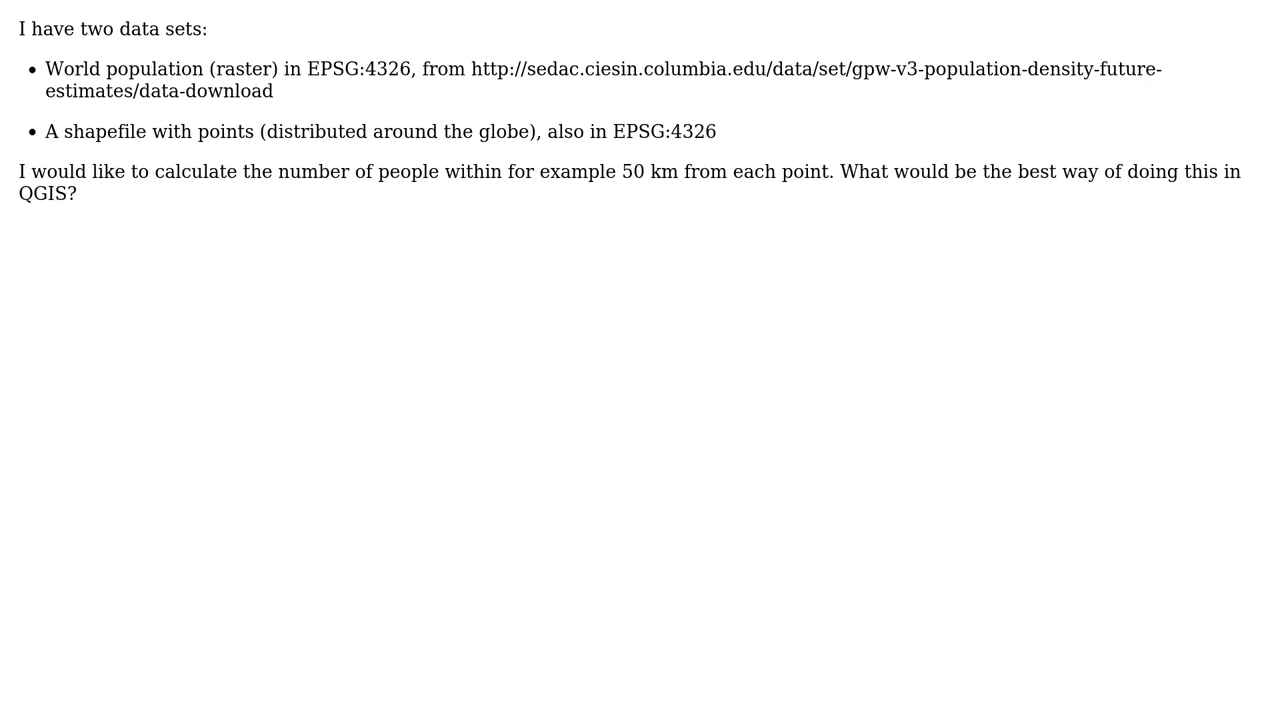 I have two data sets:
• World population (raster) in EPSG:4326, from http://sedac.ciesin.columbia.edu/data/set/gpw-v3-population-density-future-
estimates/data-download
• A shapefile with points (distributed around the globe), also in EPSG:4326
I would like to calculate the number of people within for example 50 km from each point. What would be the best way of doing this in
QGIS?